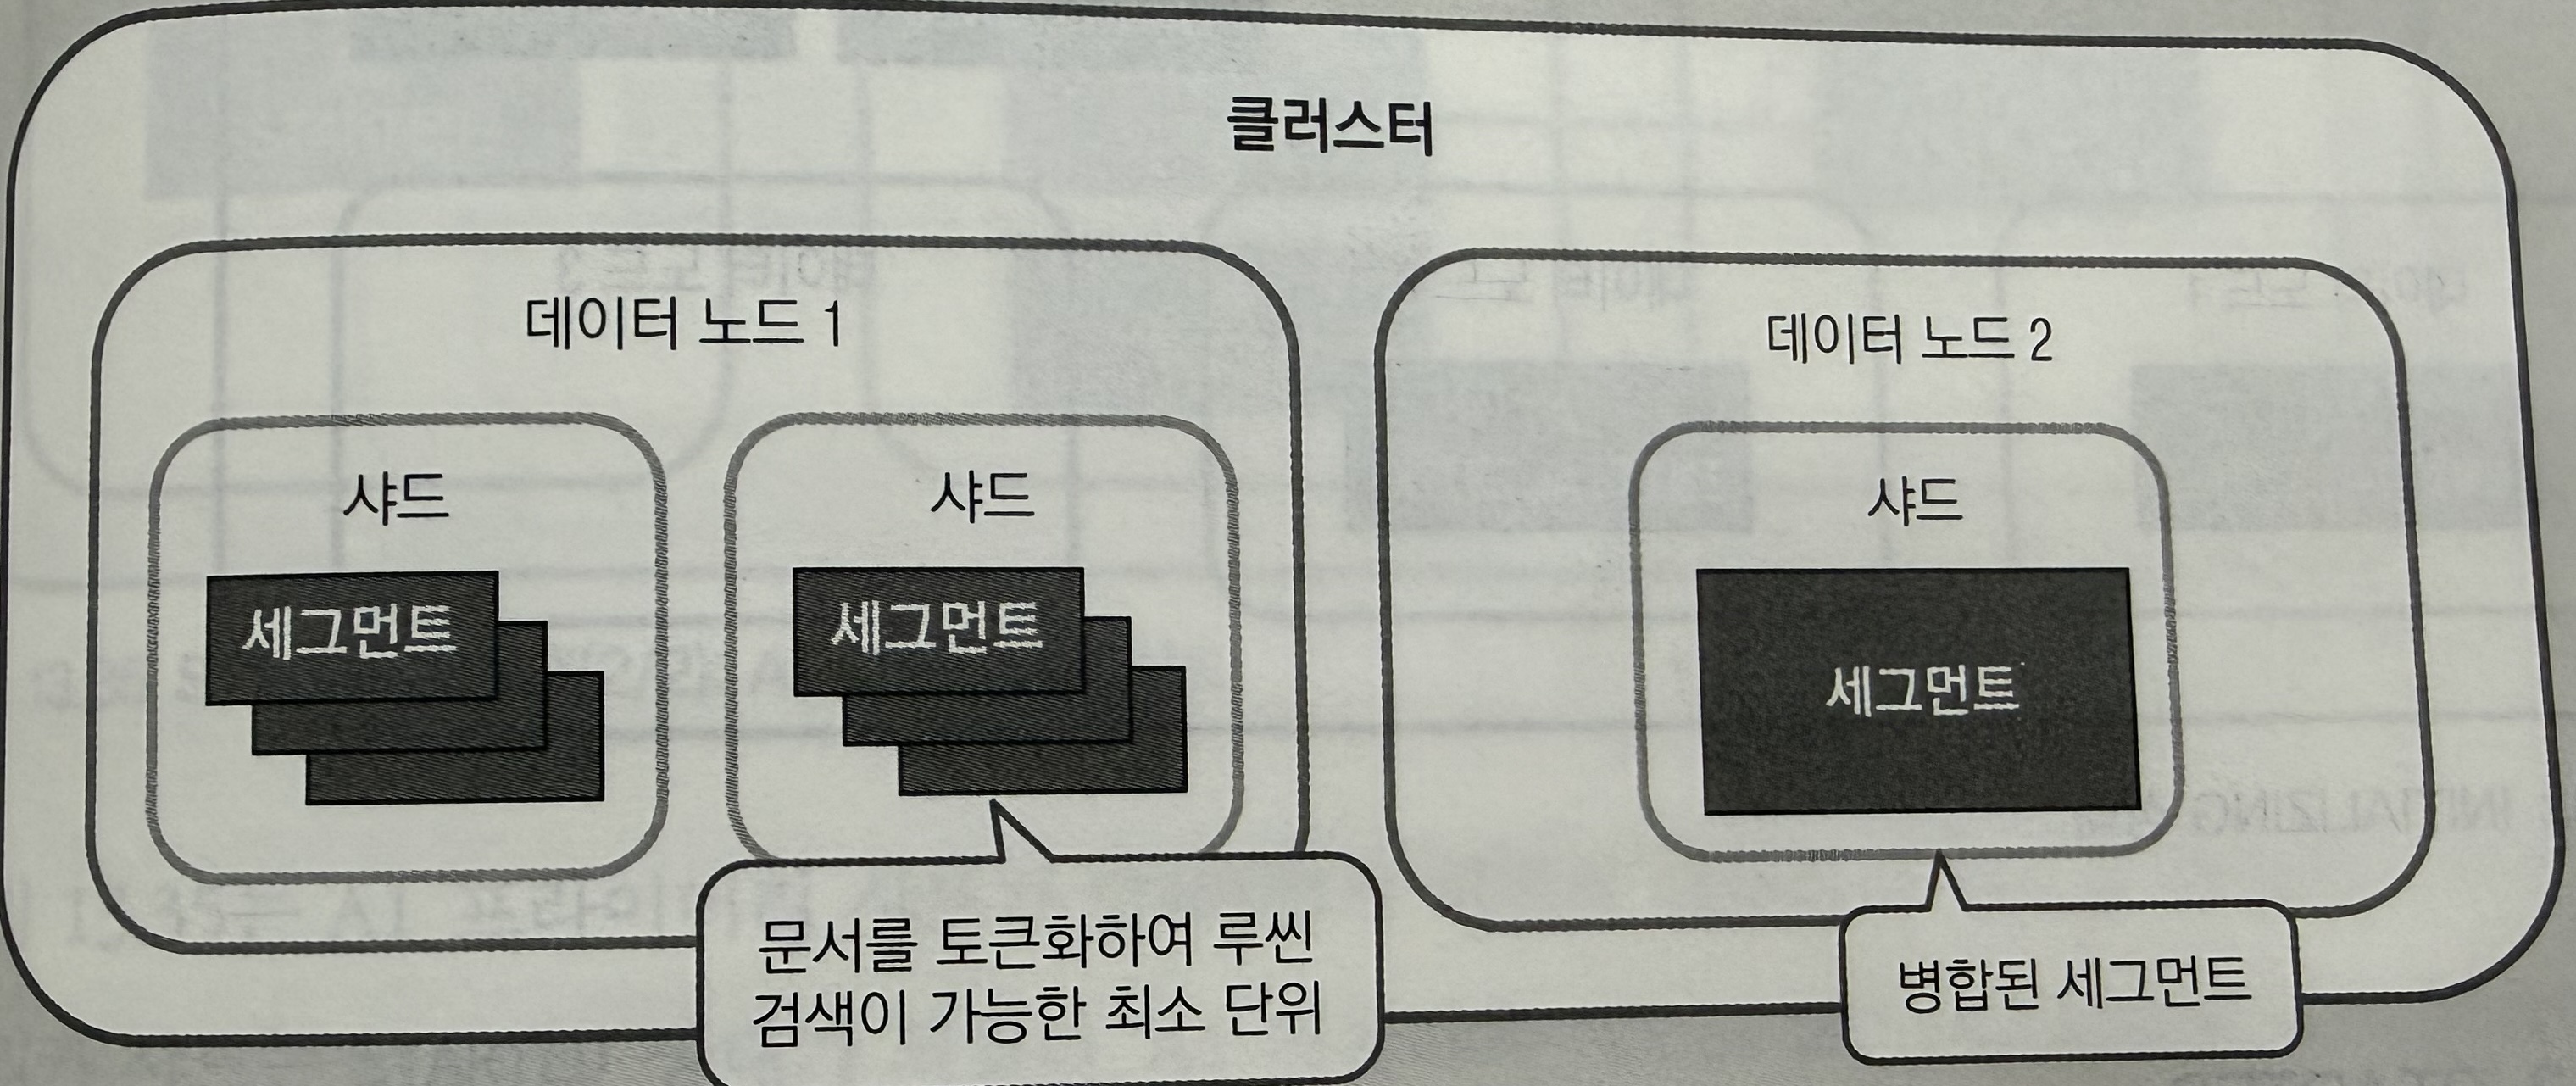 클러스터
데이터 노드 1
샤드
세그먼트
샤드
세그먼트
문서를 토큰화하여 루씬
검색이 가능한 최소 단위
데이터 노드 2
샤드
세그먼트
병합된 세그먼트